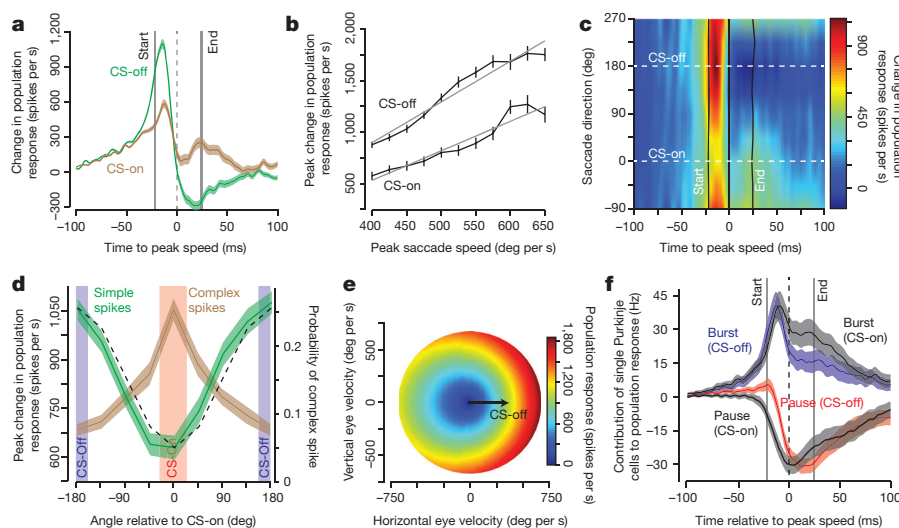 a
Change in population
response (spikes per s)
1,200
900
600
300
0
−300
CS-off
CS-on
Start
End
−100
−50
0
50
100
Time to peak speed (ms)
b
Peak change in population
response (spikes per s)
2,000
1,500
1,000
500
CS-off
CS-on
400
450
500
550
600
650
Peak saccade speed (deg per s)
c
Saccade direction (deg)
270
180
90
0
−90
CS-off
CS-on
Start
End
−100
−50
0
50
100
Time to peak speed (ms)
900
600
300
0
Change in population
response (spikes per s)
d
Peak change in population
response (spikes per s)
1,050
900
750
600
Simple
spikes
Complex
spikes
CS-Off
CS-On
CS-Off
0.2
0.1
0
Probability of complex
spike
−180
−90
0
90
180
Angle relative to CS-on (deg)
e
Vertical eye velocity (deg per s)
500
0
−500
CS-off
−750
0
750
Horizontal eye velocity (deg per s)
1,800
1,200
600
0
Population response (spikes per s)
f
Contribution of single Purkinje
cells to population response (Hz)
45
30
15
0
−15
−30
Start
End
Burst
(CS-off)
Burst
(CS-on)
Pause (CS-off)
Pause
(CS-on)
−100
−50
0
50
100
Time relative to peak speed (ms)